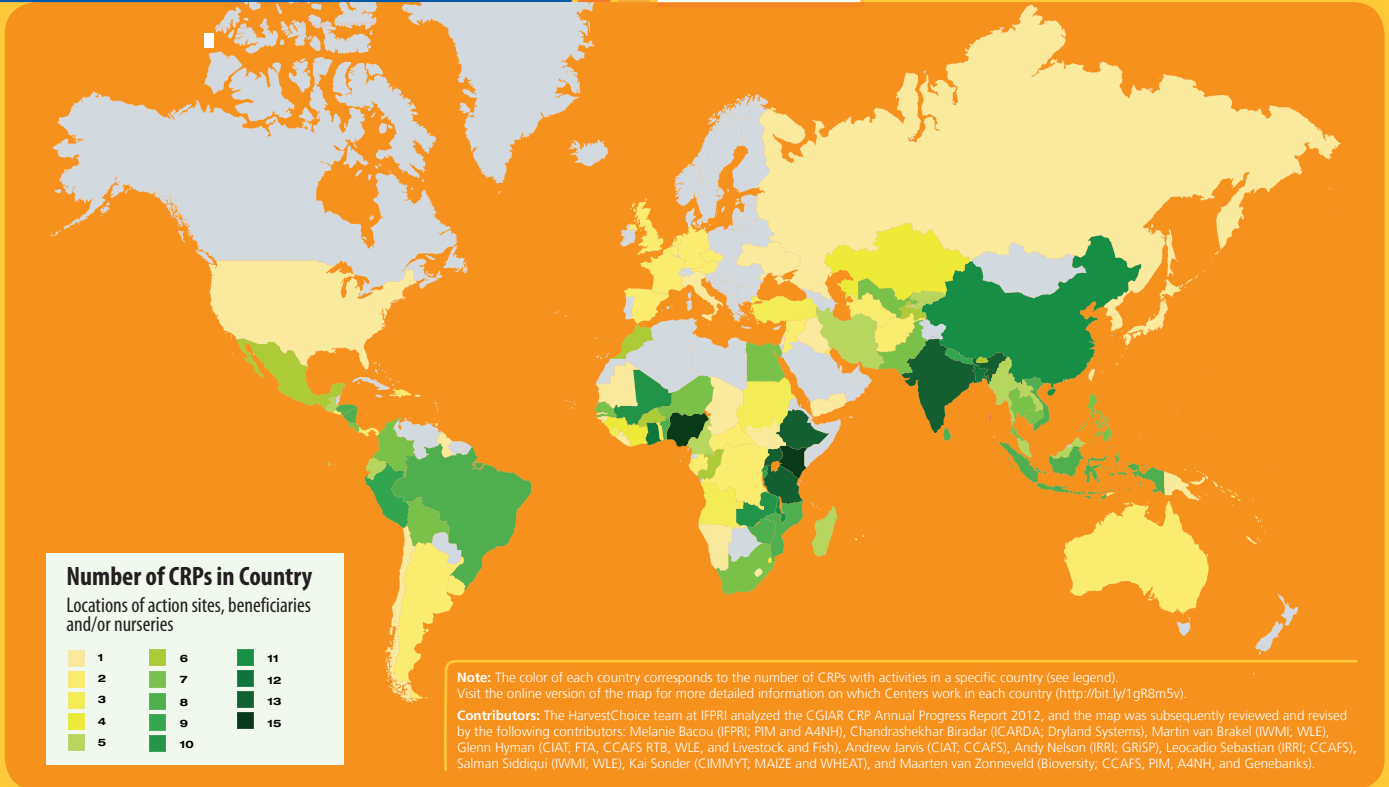 Number of CRPs in Country
Locations of action sites, beneficiaries
and/or nurseries
1
2
3
4
5
6
7
8
9
10
11
12
13
15
Note: The color of each country corresponds to the number of CRPs with activities in a specific country (see legend).
Visit the online version of the map for more detailed information on which Centers work in each country (http://bit.ly/1gR8m5v).
Contributors: The HarvestChoice team at IFPRI analyzed the CGIAR CRP Annual Progress Report 2012, and the map was subsequently reviewed and revised
by the following contributors: Melanie Bacou (IFPRI; PIM and A4NH), Chandrashekhar Biradar (ICARDA; Dryland Systems), Martin van Brakel (IWMI; WLE),
Glenn Hyman (CIAT; FTA, CCAFS RTB, WLE, and Livestock and Fish), Andrew Jarvis (CIAT; CCAFS), Andy Nelson (IRRI; GRiSP), Leocadio Sebastian (IRRI; CCAFS),
Salman Siddiqui (IWMI; WLE), Kai Sonder (CIMMYT; MAIZE and WHEAT), and Maarten van Zonneveld (Bioversity; CCAFS, PIM, A4NH, and Genebanks).